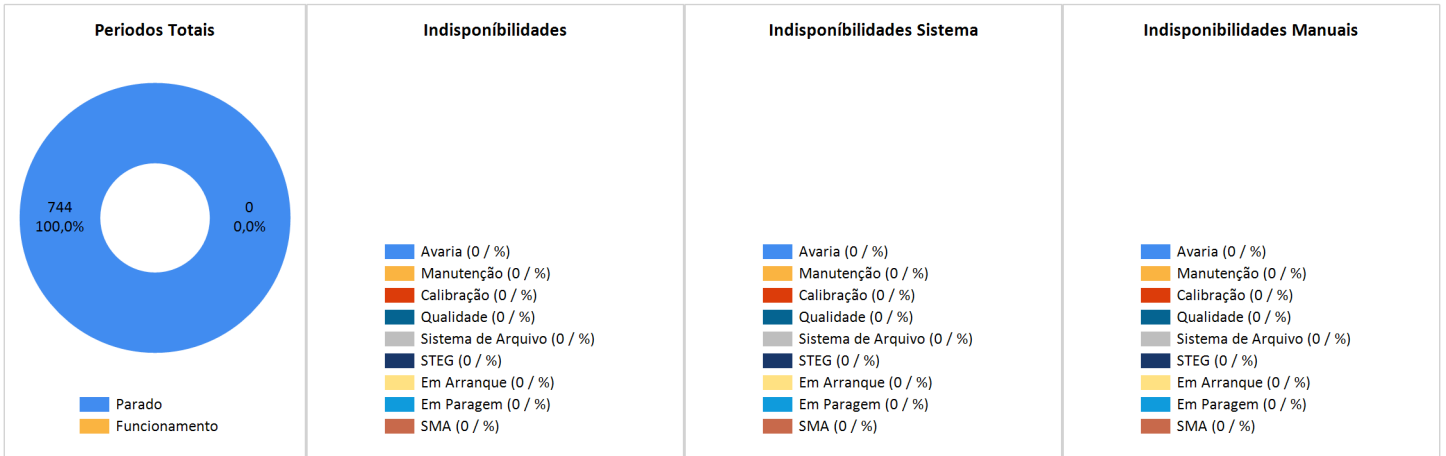 Periodos Totais
744
100,0%
0
0,0%
Parado
Funcionamento
Indisponíbilidades
Avaria (0 / %)
Manutenção (0 / %)
Calibração (0 / %)
Qualidade (0 / %)
Sistema de Arquivo (0 / %)
STEG (0 / %)
Em Arranque (0 / %)
Em Paragem (0 / %)
SMA (0 / %)
Indisponíbilidades Sistema
Avaria (0 / %)
Manutenção (0 / %)
Calibração (0 / %)
Qualidade (0 / %)
Sistema de Arquivo (0 / %)
STEG (0 / %)
Em Arranque (0 / %)
Em Paragem (0 / %)
SMA (0 / %)
Indisponíbilidades Manuais
Avaria (0 / %)
Manutenção (0 / %)
Calibração (0 / %)
Qualidade (0 / %)
Sistema de Arquivo (0 / %)
STEG (0 / %)
Em Arranque (0 / %)
Em Paragem (0 / %)
SMA (0 / %)